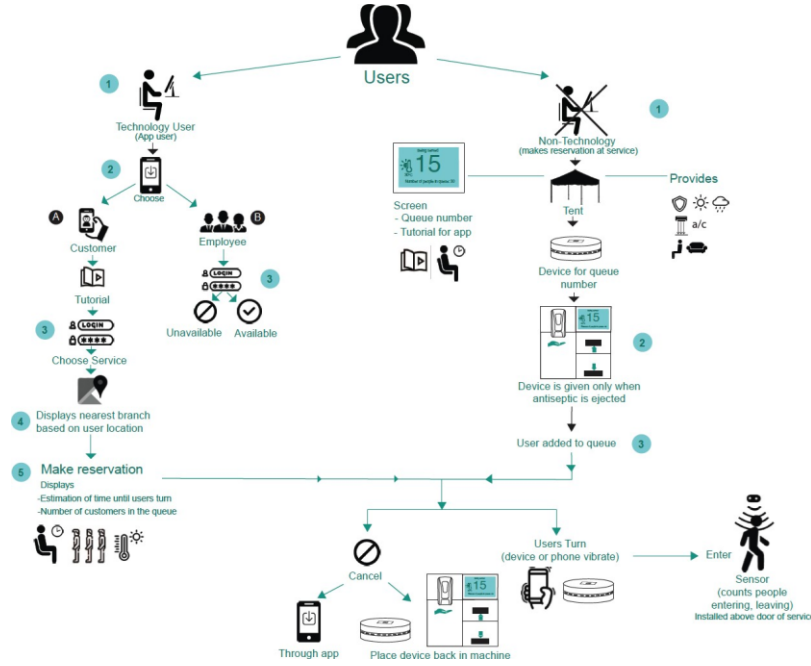 Users
1
Technology User
(App user)
2
Choose
A
Customer
Tutorial
3
LOGIN
****
Choose Service
4
Displays nearest branch
based on user location
5
Make reservation
Displays
-Estimation of time until users turn
-Number of customers in the queue
B
Employee
LOGIN
****
3
Unavailable
Available
1
Non-Technology
(makes reservation at service)
15
Screen
- Queue number
- Tutorial for app
Tent
Provides
a/c
Device for queue
number
15
2
Device is given only when
antiseptic is ejected
User added to queue
3
Cancel
Through app
15
Place device back in machine
Users Turn
(device or phone vibrate)
Enter
Sensor
(counts people
entering, leaving)
Installed above door of service